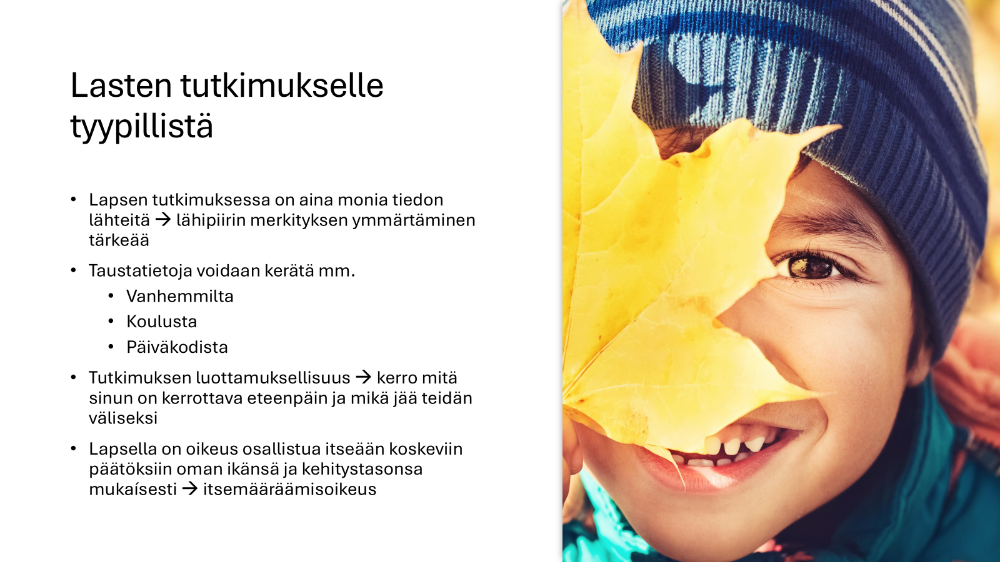 Lasten tutkimukselle
tyypillistä
• Lapsen tutkimuksessa on aina monia tiedon
lähteitä → lähipiirin merkityksen ymmärtäminen
tärkeää
• Taustatietoja voidaan kerätä mm.
• Vanhemmilta
• Koulusta
• Päiväkodista
• Tutkimuksen luottamuksellisuus → kerro mitä
sinun on kerrottava eteenpäin ja mikä jää teidän
väliseksi
• Lapsella on oikeus osallistua itseään koskeviin
päätöksiin oman ikänsä ja kehitystasonsa
mukaísesti → itsemääräämisoikeus